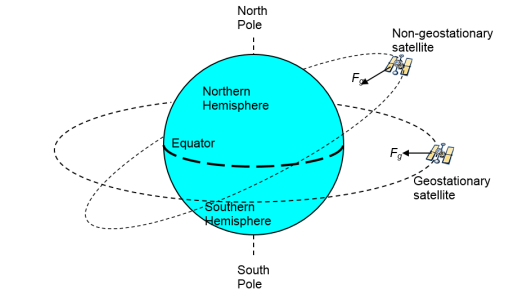 North
Pole
Non-geostationary
satellite
Fg
Northern
Hemisphere
Equator
Fg
Geostationary
satellite
Southern
Hemisphere
South
Pole